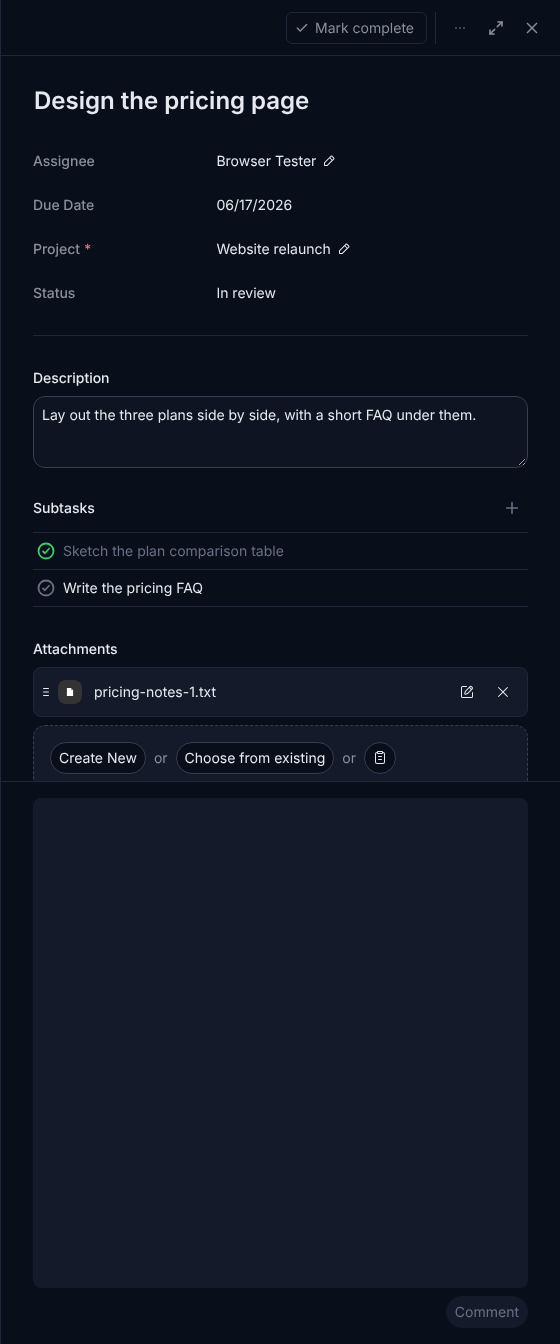 Mark complete
Design the pricing page
Assignee Browser Tester
Due Date 06/17/2026
Project * Website relaunch
Status In review
Description
Lay out the three plans side by side, with a short FAQ under them.
Subtasks
Sketch the plan comparison table
Write the pricing FAQ
Attachments
pricing-notes-1.txt
Create New or Choose from existing or
Comment